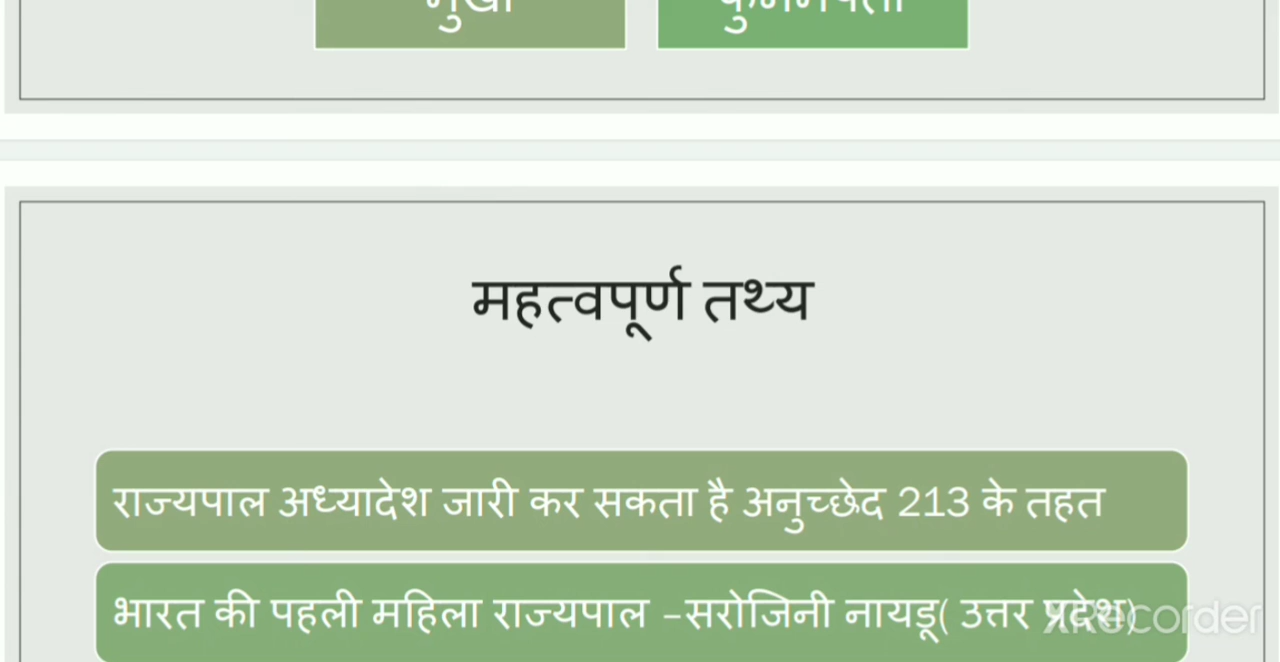 महत्वपूर्ण तथ्य
राज्यपाल अध्यादेश जारी कर सकता है अनुच्छेद 213 के तहत
भारत की पहली महिला राज्यपाल –सरोजिनी नायडू( उत्तर प्रदेश)
XRecorder